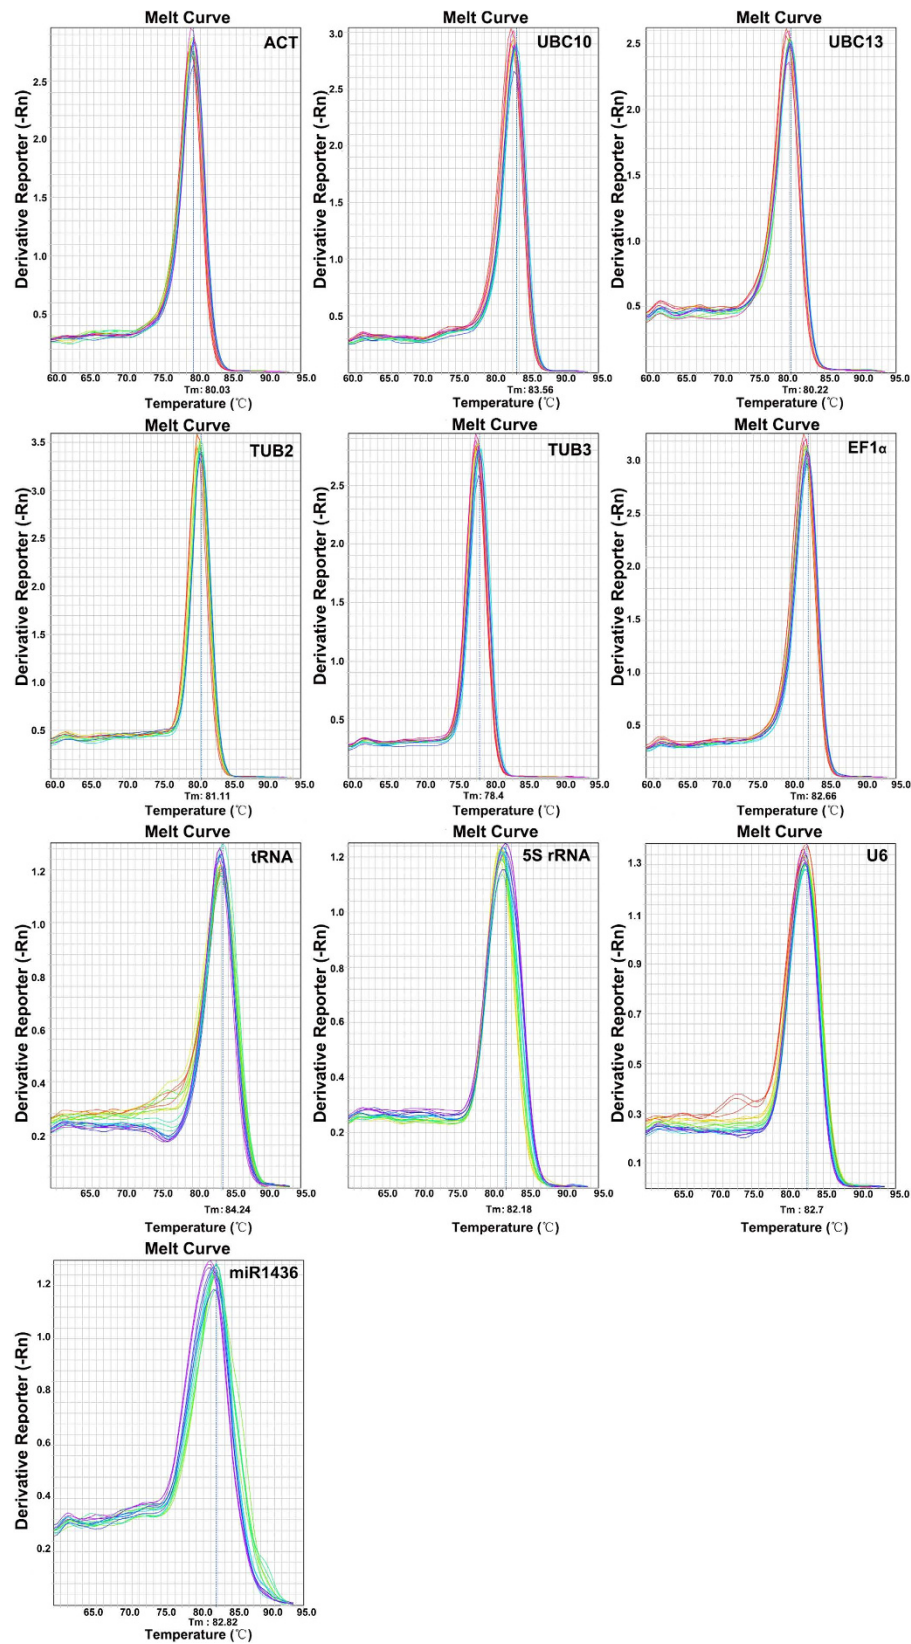 Melt Curve
ACT
Derivative Reporter (-Rn)
2.5
2.0
1.5
1.0
0.5
60.0 65.0 70.0 75.0 80.0 85.0 90.0 95.0
Tm: 80.03
Temperature (℃)
Melt Curve
UBC10
Derivative Reporter (-Rn)
3.0
2.5
2.0
1.5
1.0
0.5
60.0 65.0 70.0 75.0 80.0 85.0 90.0 95.0
Tm: 83.56
Temperature (℃)
Melt Curve
UBC13
Derivative Reporter (-Rn)
2.5
2.0
1.5
1.0
0.5
60.0 65.0 70.0 75.0 80.0 85.0 90.0 95.0
Tm: 80.22
Temperature (℃)
Melt Curve
TUB2
Derivative Reporter (-Rn)
3.5
3.0
2.5
2.0
1.5
1.0
0.5
60.0 65.0 70.0 75.0 80.0 85.0 90.0 95.0
Tm: 81.11
Temperature (℃)
Melt Curve
TUB3
Derivative Reporter (-Rn)
2.5
2.0
1.5
1.0
0.5
60.0 65.0 70.0 75.0 80.0 85.0 90.0 95.0
Tm: 78.4
Temperature (℃)
Melt Curve
EF1α
Derivative Reporter (-Rn)
3.0
2.5
2.0
1.5
1.0
0.5
60.0 65.0 70.0 75.0 80.0 85.0 90.0 95.0
Tm: 82.66
Temperature (℃)
Melt Curve
tRNA
Derivative Reporter (-Rn)
1.2
1.0
0.8
0.6
0.4
0.2
65.0 70.0 75.0 80.0 85.0 90.0 95.0
Tm: 84.24
Temperature (℃)
Melt Curve
5S rRNA
Derivative Reporter (-Rn)
1.2
1.0
0.8
0.6
0.4
0.2
65.0 70.0 75.0 80.0 85.0 90.0 95.0
Tm: 82.18
Temperature (℃)
Melt Curve
U6
Derivative Reporter (-Rn)
1.3
1.1
0.9
0.7
0.5
0.3
0.1
65.0 70.0 75.0 80.0 85.0 90.0 95.0
Tm : 82.7
Temperature (℃)
Melt Curve
miR1436
Derivative Reporter (-Rn)
1.2
1.0
0.8
0.6
0.4
0.2
65.0 70.0 75.0 80.0 85.0 90.0 95.0
Tm : 82.82
Temperature (℃)